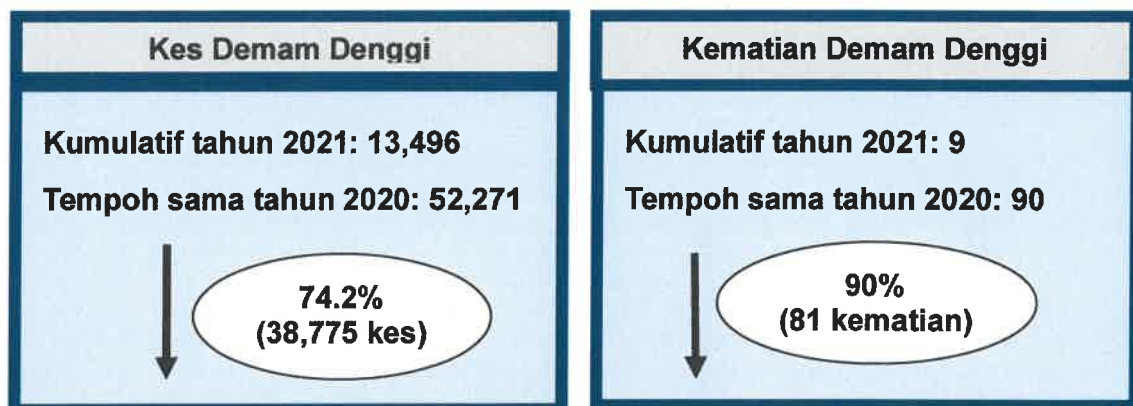 Kes Demam Denggi
Kumulatif tahun 2021: 13,496
Tempoh sama tahun 2020: 52,271
74.2%
(38,775 kes)
Kematian Demam Denggi
Kumulatif tahun 2021: 9
Tempoh sama tahun 2020: 90
90%
(81 kematian)